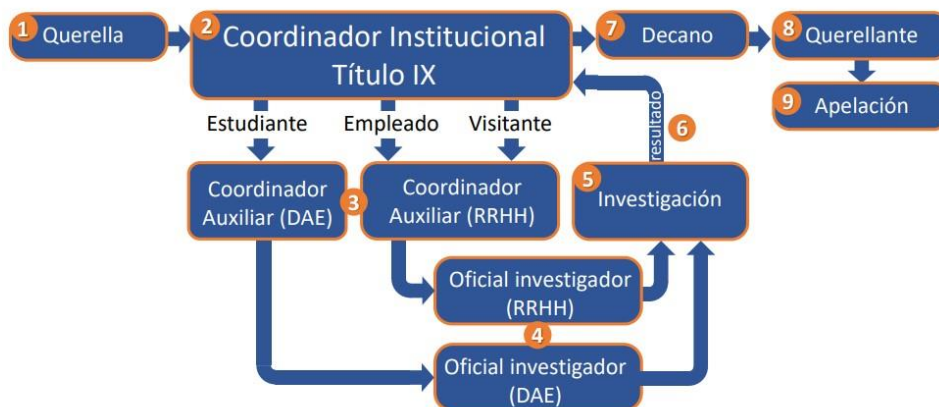 1 Querella
2 Coordinador Institucional
Título IX
7 Decano
8 Querellante
9 Apelación
Estudiante
Empleado
Visitante
resultado
6
Coordinador
Auxiliar (DAE)
3
Coordinador
Auxiliar (RRHH)
5 Investigación
Oficial investigador
(RRHH)
4
Oficial investigador
(DAE)